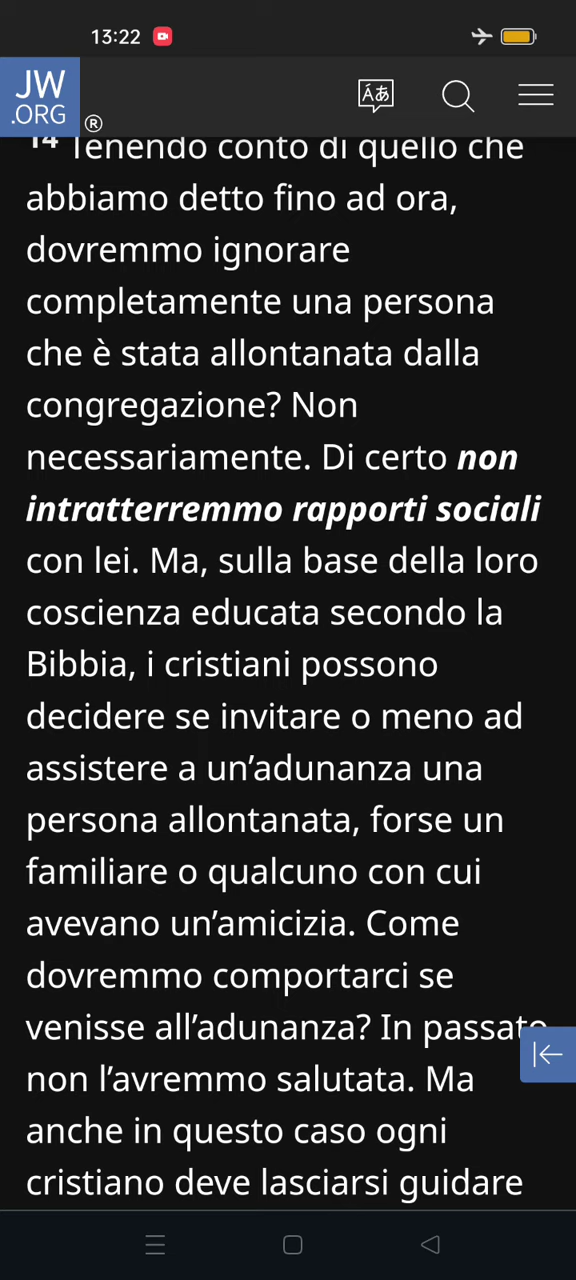 13:22
JW
.ORG
®
Áあ
14 Tenendo conto di quello che
abbiamo detto fino ad ora,
dovremmo ignorare
completamente una persona
che è stata allontanata dalla
congregazione? Non
necessariamente. Di certo non
intratterremmo rapporti sociali
con lei. Ma, sulla base della loro
coscienza educata secondo la
Bibbia, i cristiani possono
decidere se invitare o meno ad
assistere a un’adunanza una
persona allontanata, forse un
familiare o qualcuno con cui
avevano un’amicizia. Come
dovremmo comportarci se
venisse all’adunanza? In passato
non l’avremmo salutata. Ma
anche in questo caso ogni
cristiano deve lasciarsi guidare